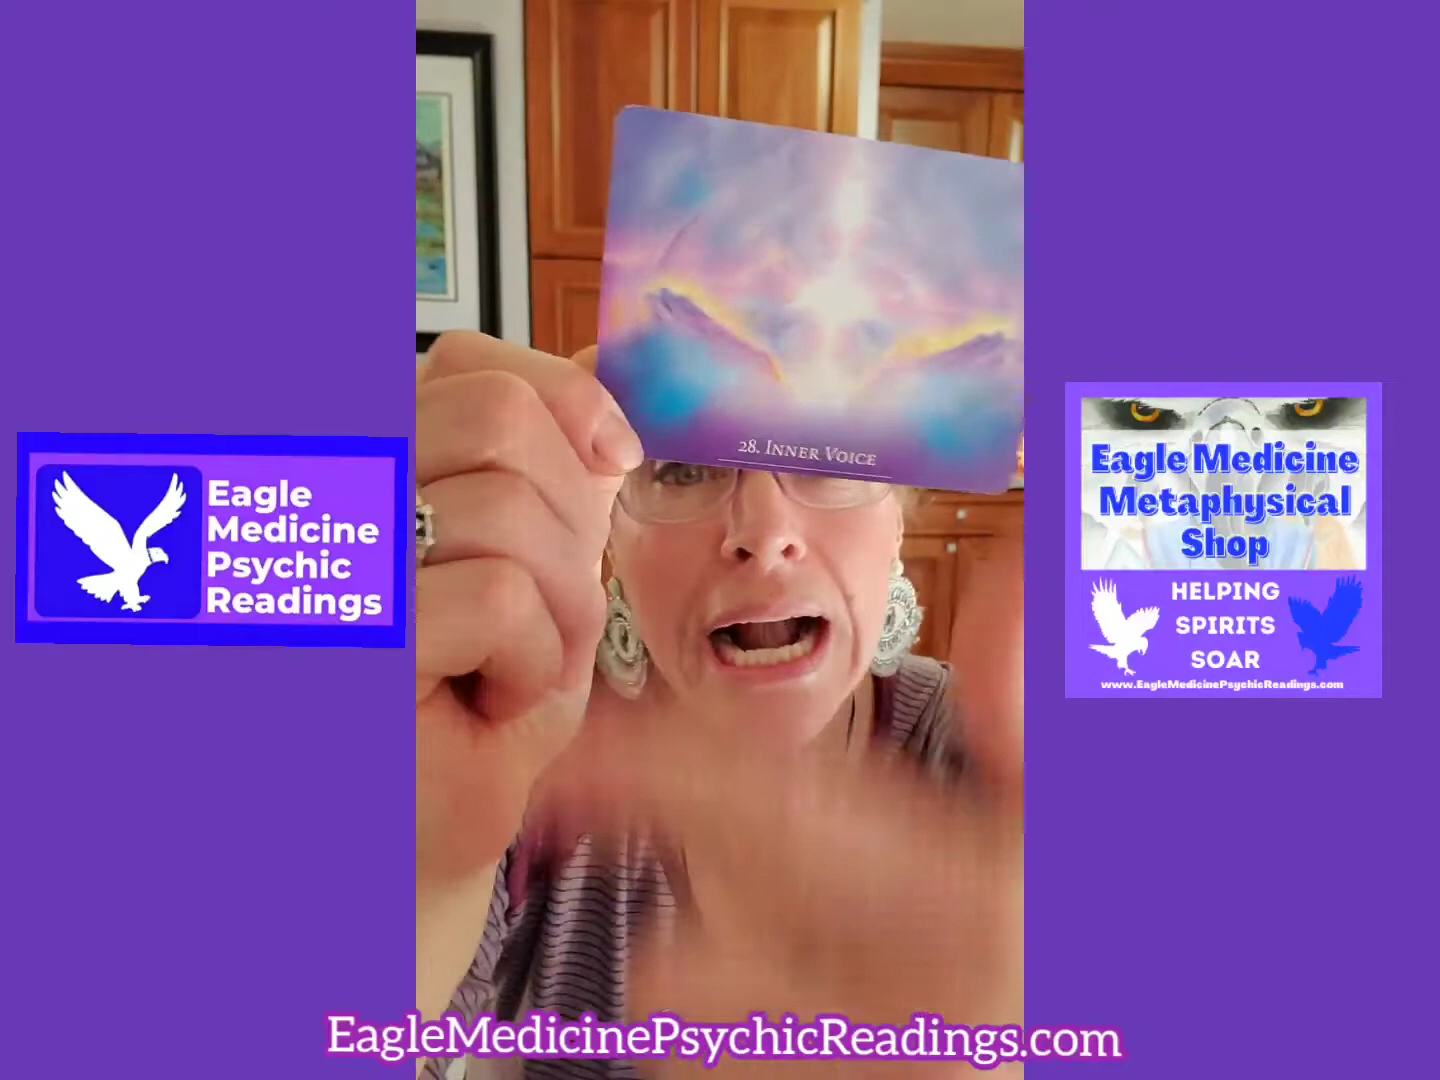 28. Inner Voice
Eagle
Medicine
Psychic
Readings
Eagle Medicine
Metaphysical
Shop
HELPING
SPIRITS
SOAR
www.EagleMedicinePsychicReadings.com
EagleMedicinePsychicReadings.com